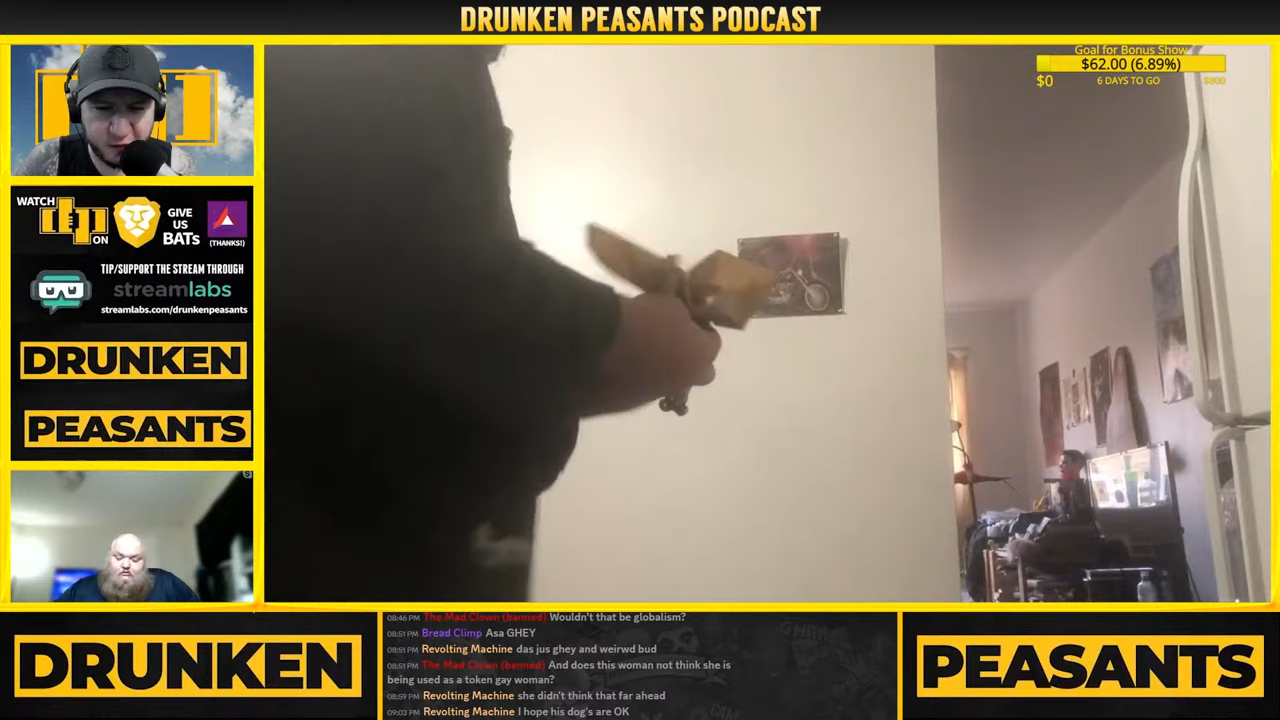 DRUNKEN PEASANTS PODCAST
Goal for Bonus Show
$62.00 (6.89%)
$0
6 DAYS TO GO
WATCH
ON
GIVE
US
BATs
(THANKS!)
TIP/SUPPORT THE STREAM THROUGH
streamlabs
streamlabs.com/drunkenpeasants
DRUNKEN
PEASANTS
08:46 PM The Mad Clown (banned) Wouldn't that be globalism?
08:51 PM Bread Climp Asa GHEY
08:51 PM Revolting Machine das jus ghey and weirwd bud
08:51 PM The Mad Clown (banned) And does this woman not think she is
being used as a token gay woman?
08:59 PM Revolting Machine she didn't think that far ahead
09:03 PM Revolting Machine I hope his dog's are OK
DRUNKEN
PEASANTS